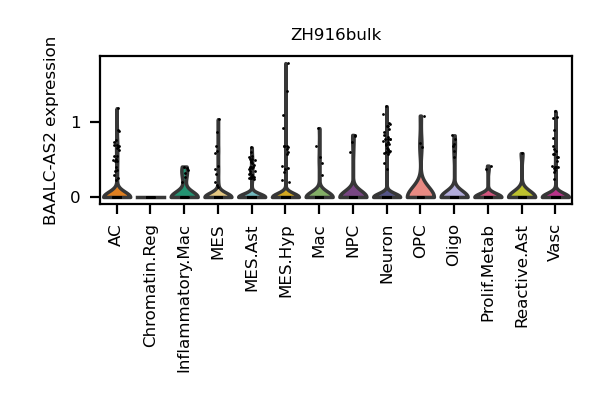 ZH916bulk
BAALC-AS2 expression
1
0
AC
Chromatin.Reg
Inflammatory.Mac
MES
MES.Ast
MES.Hyp
Mac
NPC
Neuron
OPC
Oligo
Prolif.Metab
Reactive.Ast
Vasc